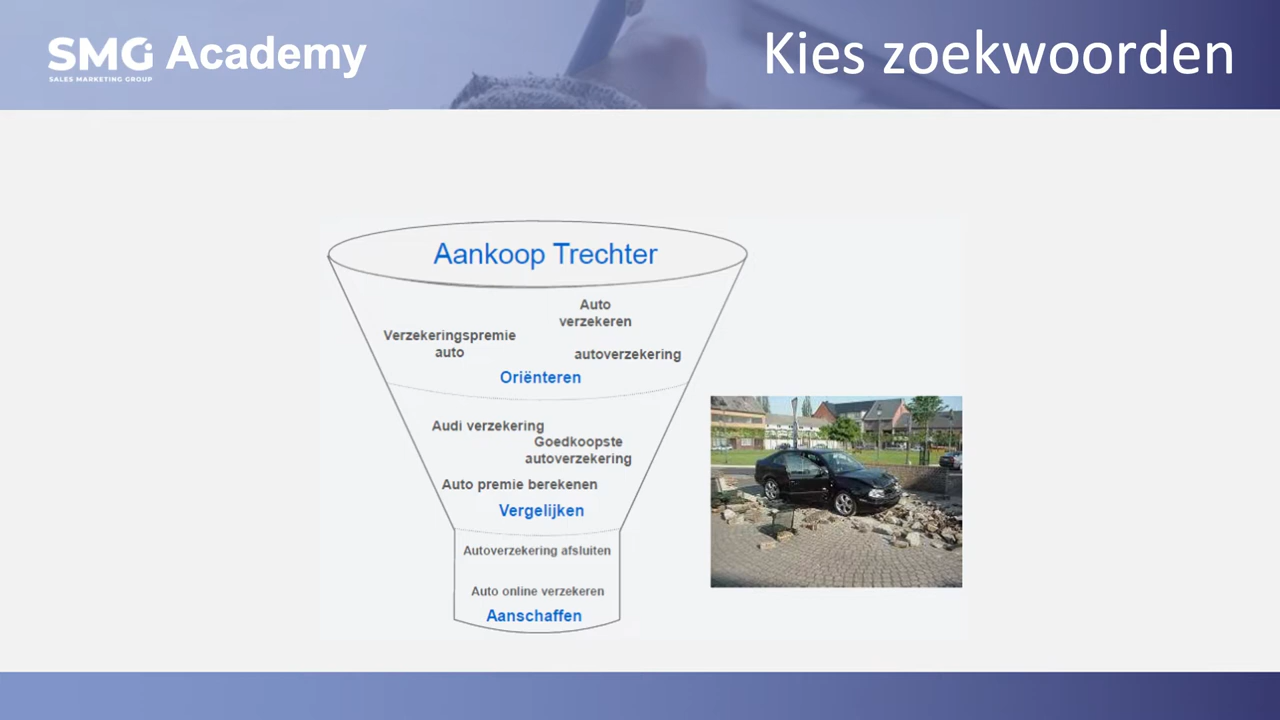 SMG Academy
SALES MARKETING GROUP
Kies zoekwoorden
Aankoop Trechter
Auto
verzekeren
Verzekeringspremie
auto
autoverzekering
Oriënteren
Audi verzekering
Goedkoopste
autoverzekering
Auto premie berekenen
Vergelijken
Autoverzekering afsluiten
Auto online verzekeren
Aanschaffen